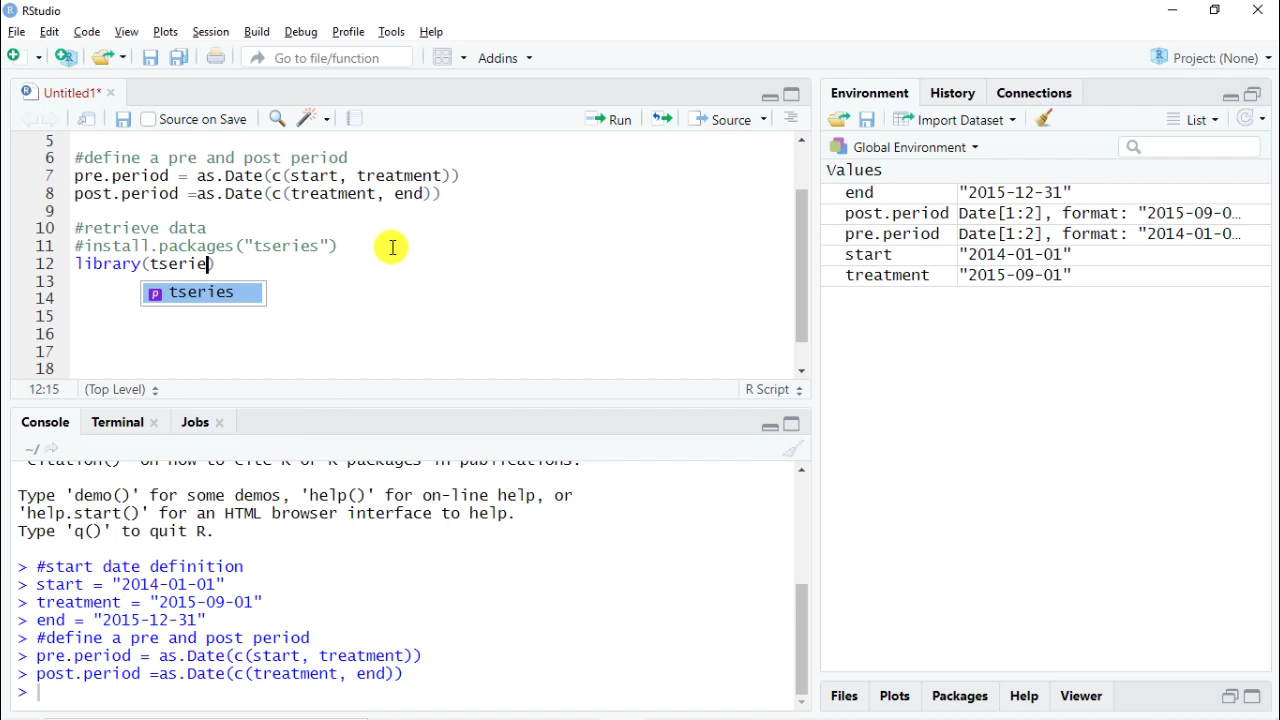 RStudio
File Edit Code View Plots Session Build Debug Profile Tools Help
Go to file/function Addins Project: (None)
Untitled1*
Source on Save Run Source
5
6 #define a pre and post period
7 pre.period = as.Date(c(start, treatment))
8 post.period =as.Date(c(treatment, end))
9
10 #retrieve data
11 #install.packages("tseries")
12 library(tserie)
13 tseries
14
15
16
17
18
12:15 (Top Level) R Script
Console Terminal Jobs
~/
'citation()' on how to cite R or R packages in publications.
Type 'demo()' for some demos, 'help()' for on-line help, or
'help.start()' for an HTML browser interface to help.
Type 'q()' to quit R.
> #start date definition
> start = "2014-01-01"
> treatment = "2015-09-01"
> end = "2015-12-31"
> #define a pre and post period
> pre.period = as.Date(c(start, treatment))
> post.period =as.Date(c(treatment, end))
>
Environment History Connections
Import Dataset List
Global Environment
Values
end "2015-12-31"
post.period Date[1:2], format: "2015-09-0…
pre.period Date[1:2], format: "2014-01-0…
start "2014-01-01"
treatment "2015-09-01"
Files Plots Packages Help Viewer